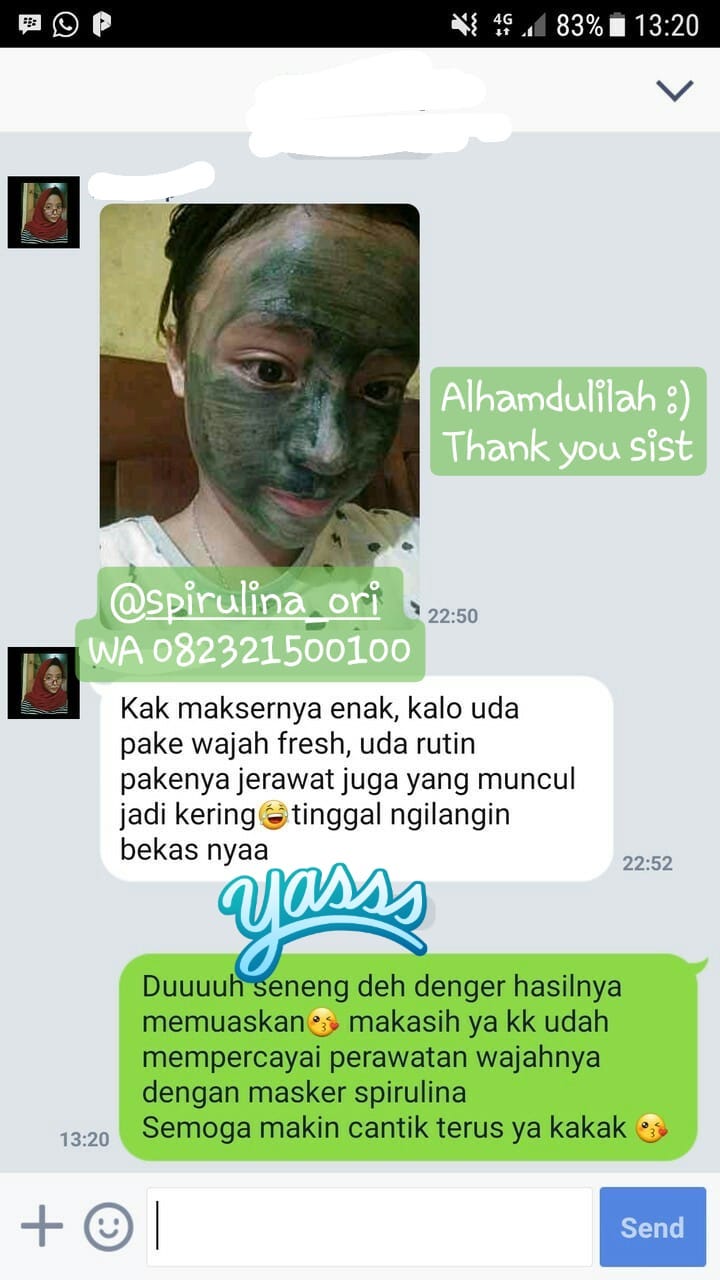 4G 83% 13:20
Alhamdulilah :)
Thank you sist
@spirulina_ori
22:50
WA 082321500100
Kak maksernya enak, kalo uda
pake wajah fresh, uda rutin
pakenya jerawat juga yang muncul
jadi kering😂tinggal ngilangin
bekas nyaa
22:52
yasss
Duuuuh seneng deh denger hasilnya
memuaskan😘 makasih ya kk udah
mempercayai perawatan wajahnya
dengan masker spirulina
Semoga makin cantik terus ya kakak 😘
13:20
Send